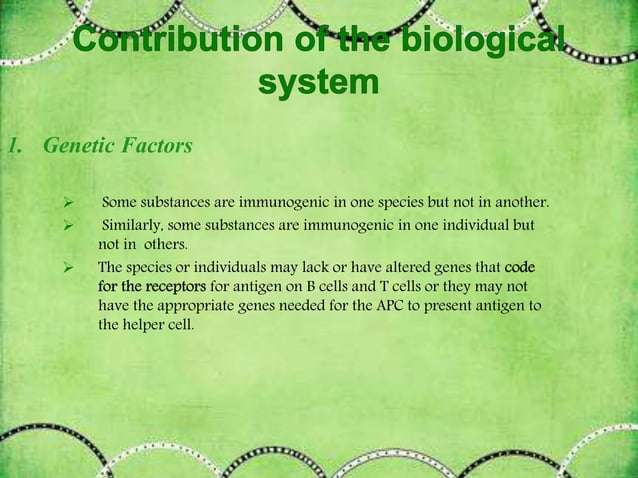 Contribution of the biological
system
1. Genetic Factors
➢ Some substances are immunogenic in one species but not in another.
➢ Similarly, some substances are immunogenic in one individual but
not in others.
➢ The species or individuals may lack or have altered genes that code
for the receptors for antigen on B cells and T cells or they may not
have the appropriate genes needed for the APC to present antigen to
the helper cell.